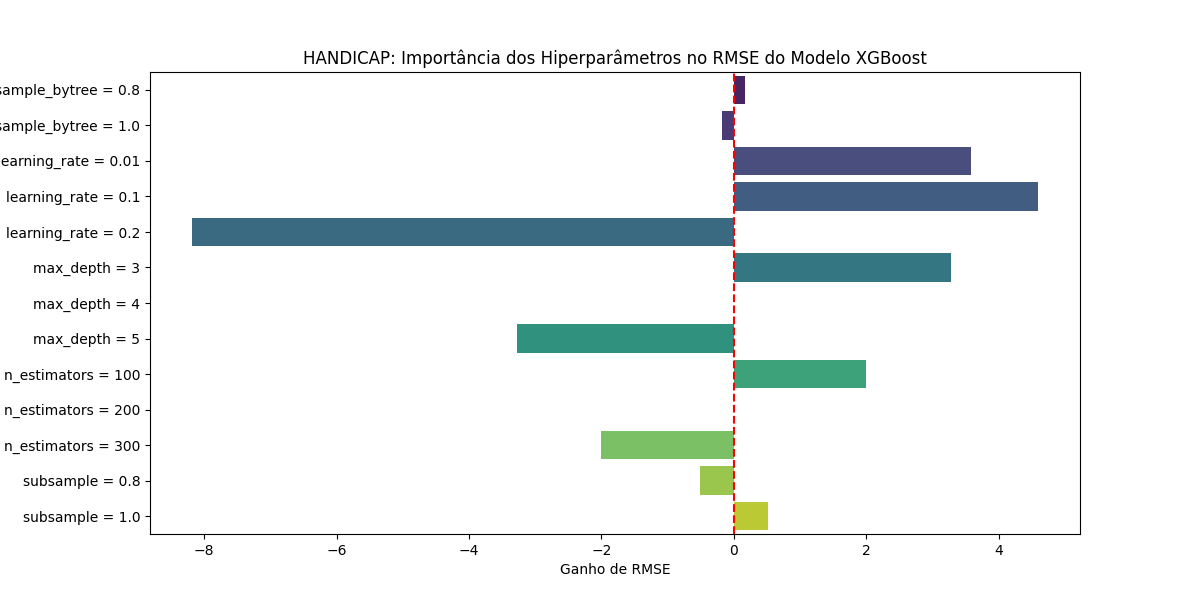 HANDICAP: Importância dos Hiperparâmetros no RMSE do Modelo XGBoost
sample_bytree = 0.8
sample_bytree = 1.0
earning_rate = 0.01
learning_rate = 0.1
learning_rate = 0.2
max_depth = 3
max_depth = 4
max_depth = 5
n_estimators = 100
n_estimators = 200
n_estimators = 300
subsample = 0.8
subsample = 1.0
−8 −6 −4 −2 0 2 4
Ganho de RMSE